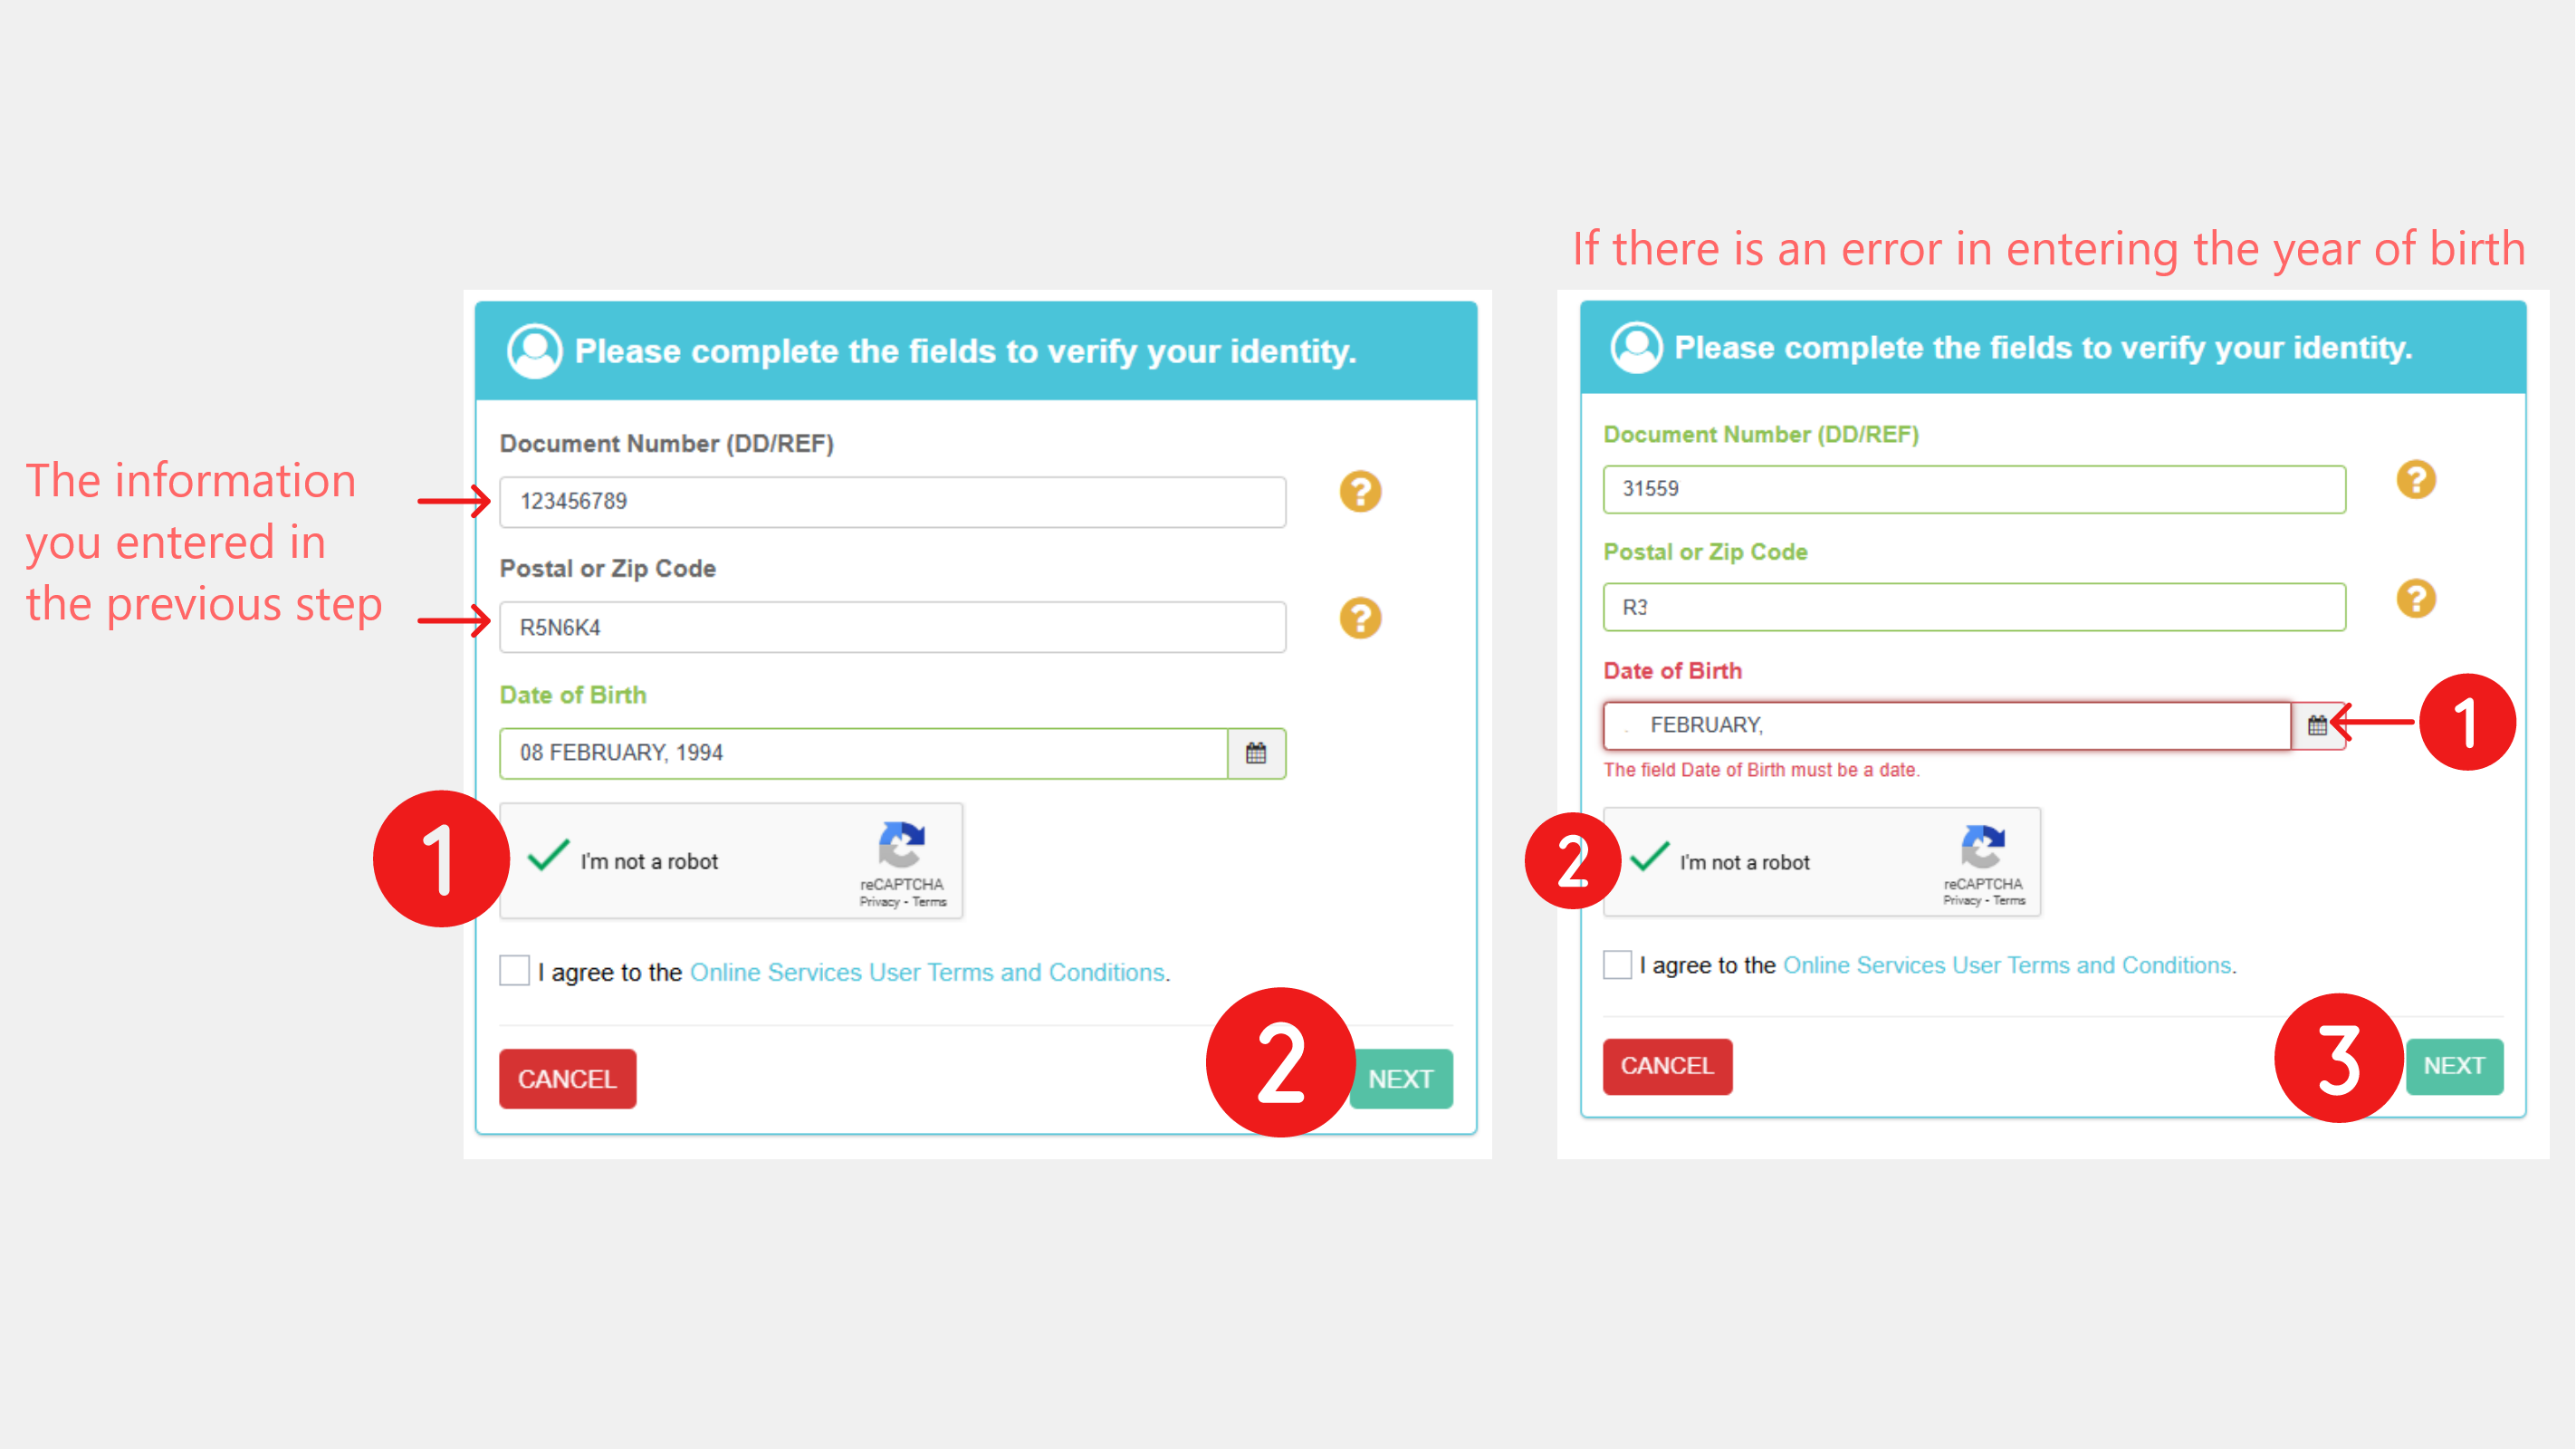 If there is an error in entering the year of birth
The information
you entered in
the previous step
Please complete the fields to verify your identity.
Document Number (DD/REF)
123456789
?
Postal or Zip Code
R5N6K4
?
Date of Birth
08 FEBRUARY, 1994
1
I'm not a robot
reCAPTCHA
Privacy - Terms
I agree to the Online Services User Terms and Conditions.
CANCEL
2
NEXT
Please complete the fields to verify your identity.
Document Number (DD/REF)
31559
?
Postal or Zip Code
R3
?
Date of Birth
FEBRUARY,
1
The field Date of Birth must be a date.
2
I'm not a robot
reCAPTCHA
Privacy - Terms
I agree to the Online Services User Terms and Conditions.
CANCEL
3
NEXT